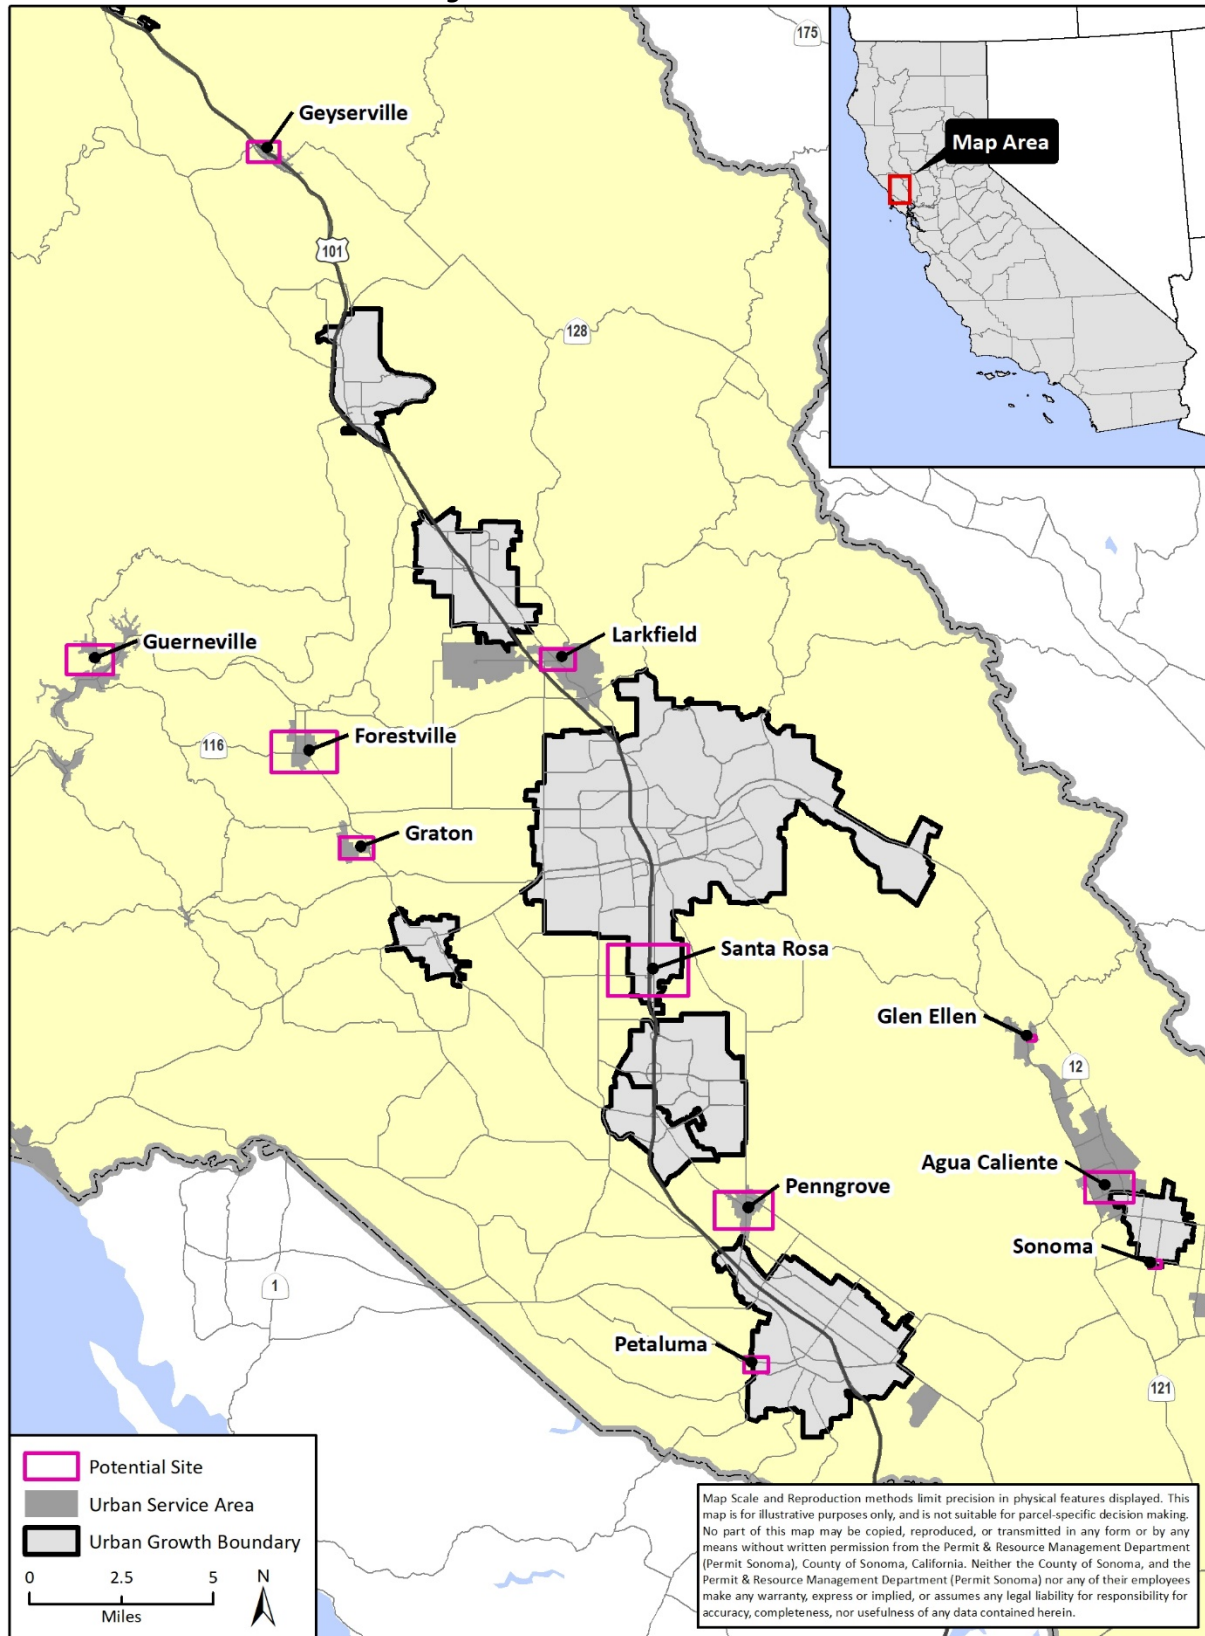 175
Map Area
Geyserville
101
128
Guerneville
Larkfield
116
Forestville
Graton
Santa Rosa
Glen Ellen
12
Agua Caliente
Penngrove
Sonoma
1
Petaluma
121
Potential Site
Urban Service Area
Urban Growth Boundary
0 2.5 5
Miles
N
Map Scale and Reproduction methods limit precision in physical features displayed. This
map is for illustrative purposes only, and is not suitable for parcel-specific decision making.
No part of this map may be copied, reproduced, or transmitted in any form or by any
means without written permission from the Permit & Resource Management Department
(Permit Sonoma), County of Sonoma, California. Neither the County of Sonoma, and the
Permit & Resource Management Department (Permit Sonoma) nor any of their employees
make any warranty, express or implied, or assumes any legal liability for responsibility for
accuracy, completeness, nor usefulness of any data contained herein.